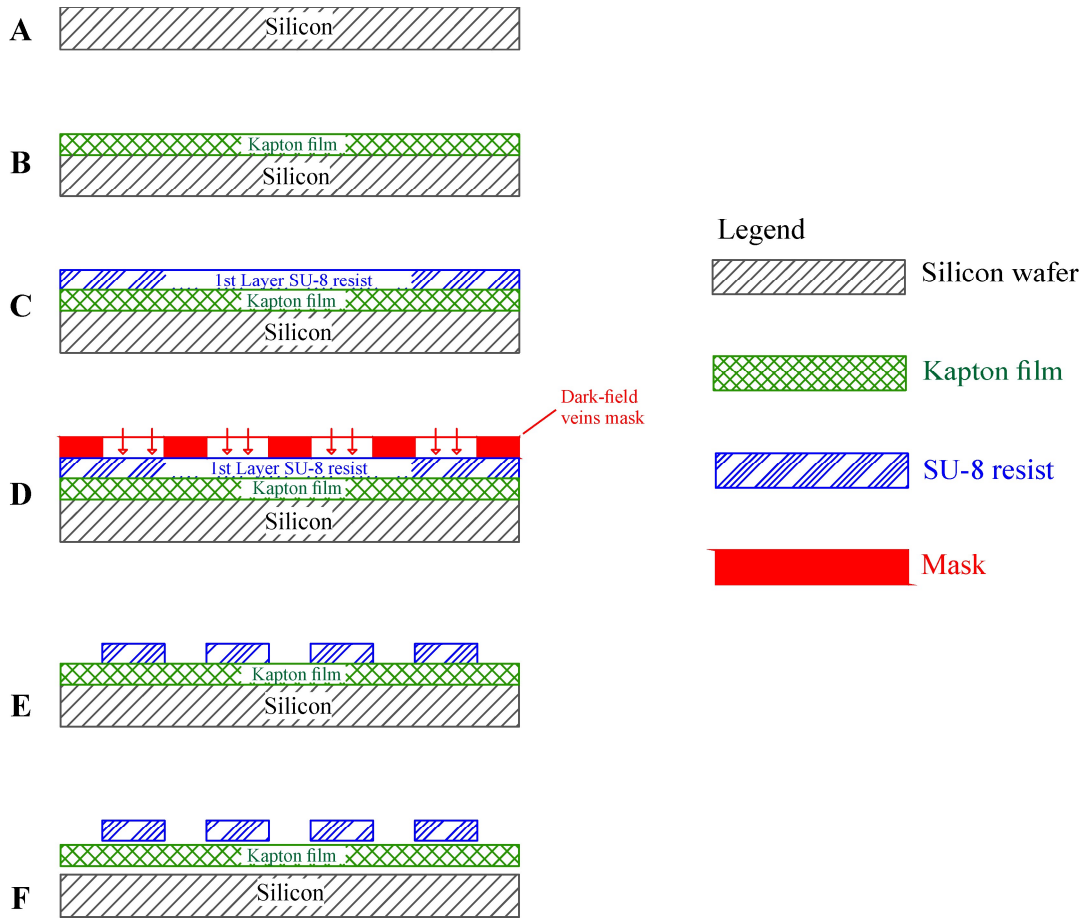 A
Silicon
B
Kapton film
Silicon
C
1st Layer SU-8 resist
Kapton film
Silicon
D
Dark-field
veins mask
1st Layer SU-8 resist
Kapton film
Silicon
E
Kapton film
Silicon
F
Kapton film
Silicon
Legend
Silicon wafer
Kapton film
SU-8 resist
Mask